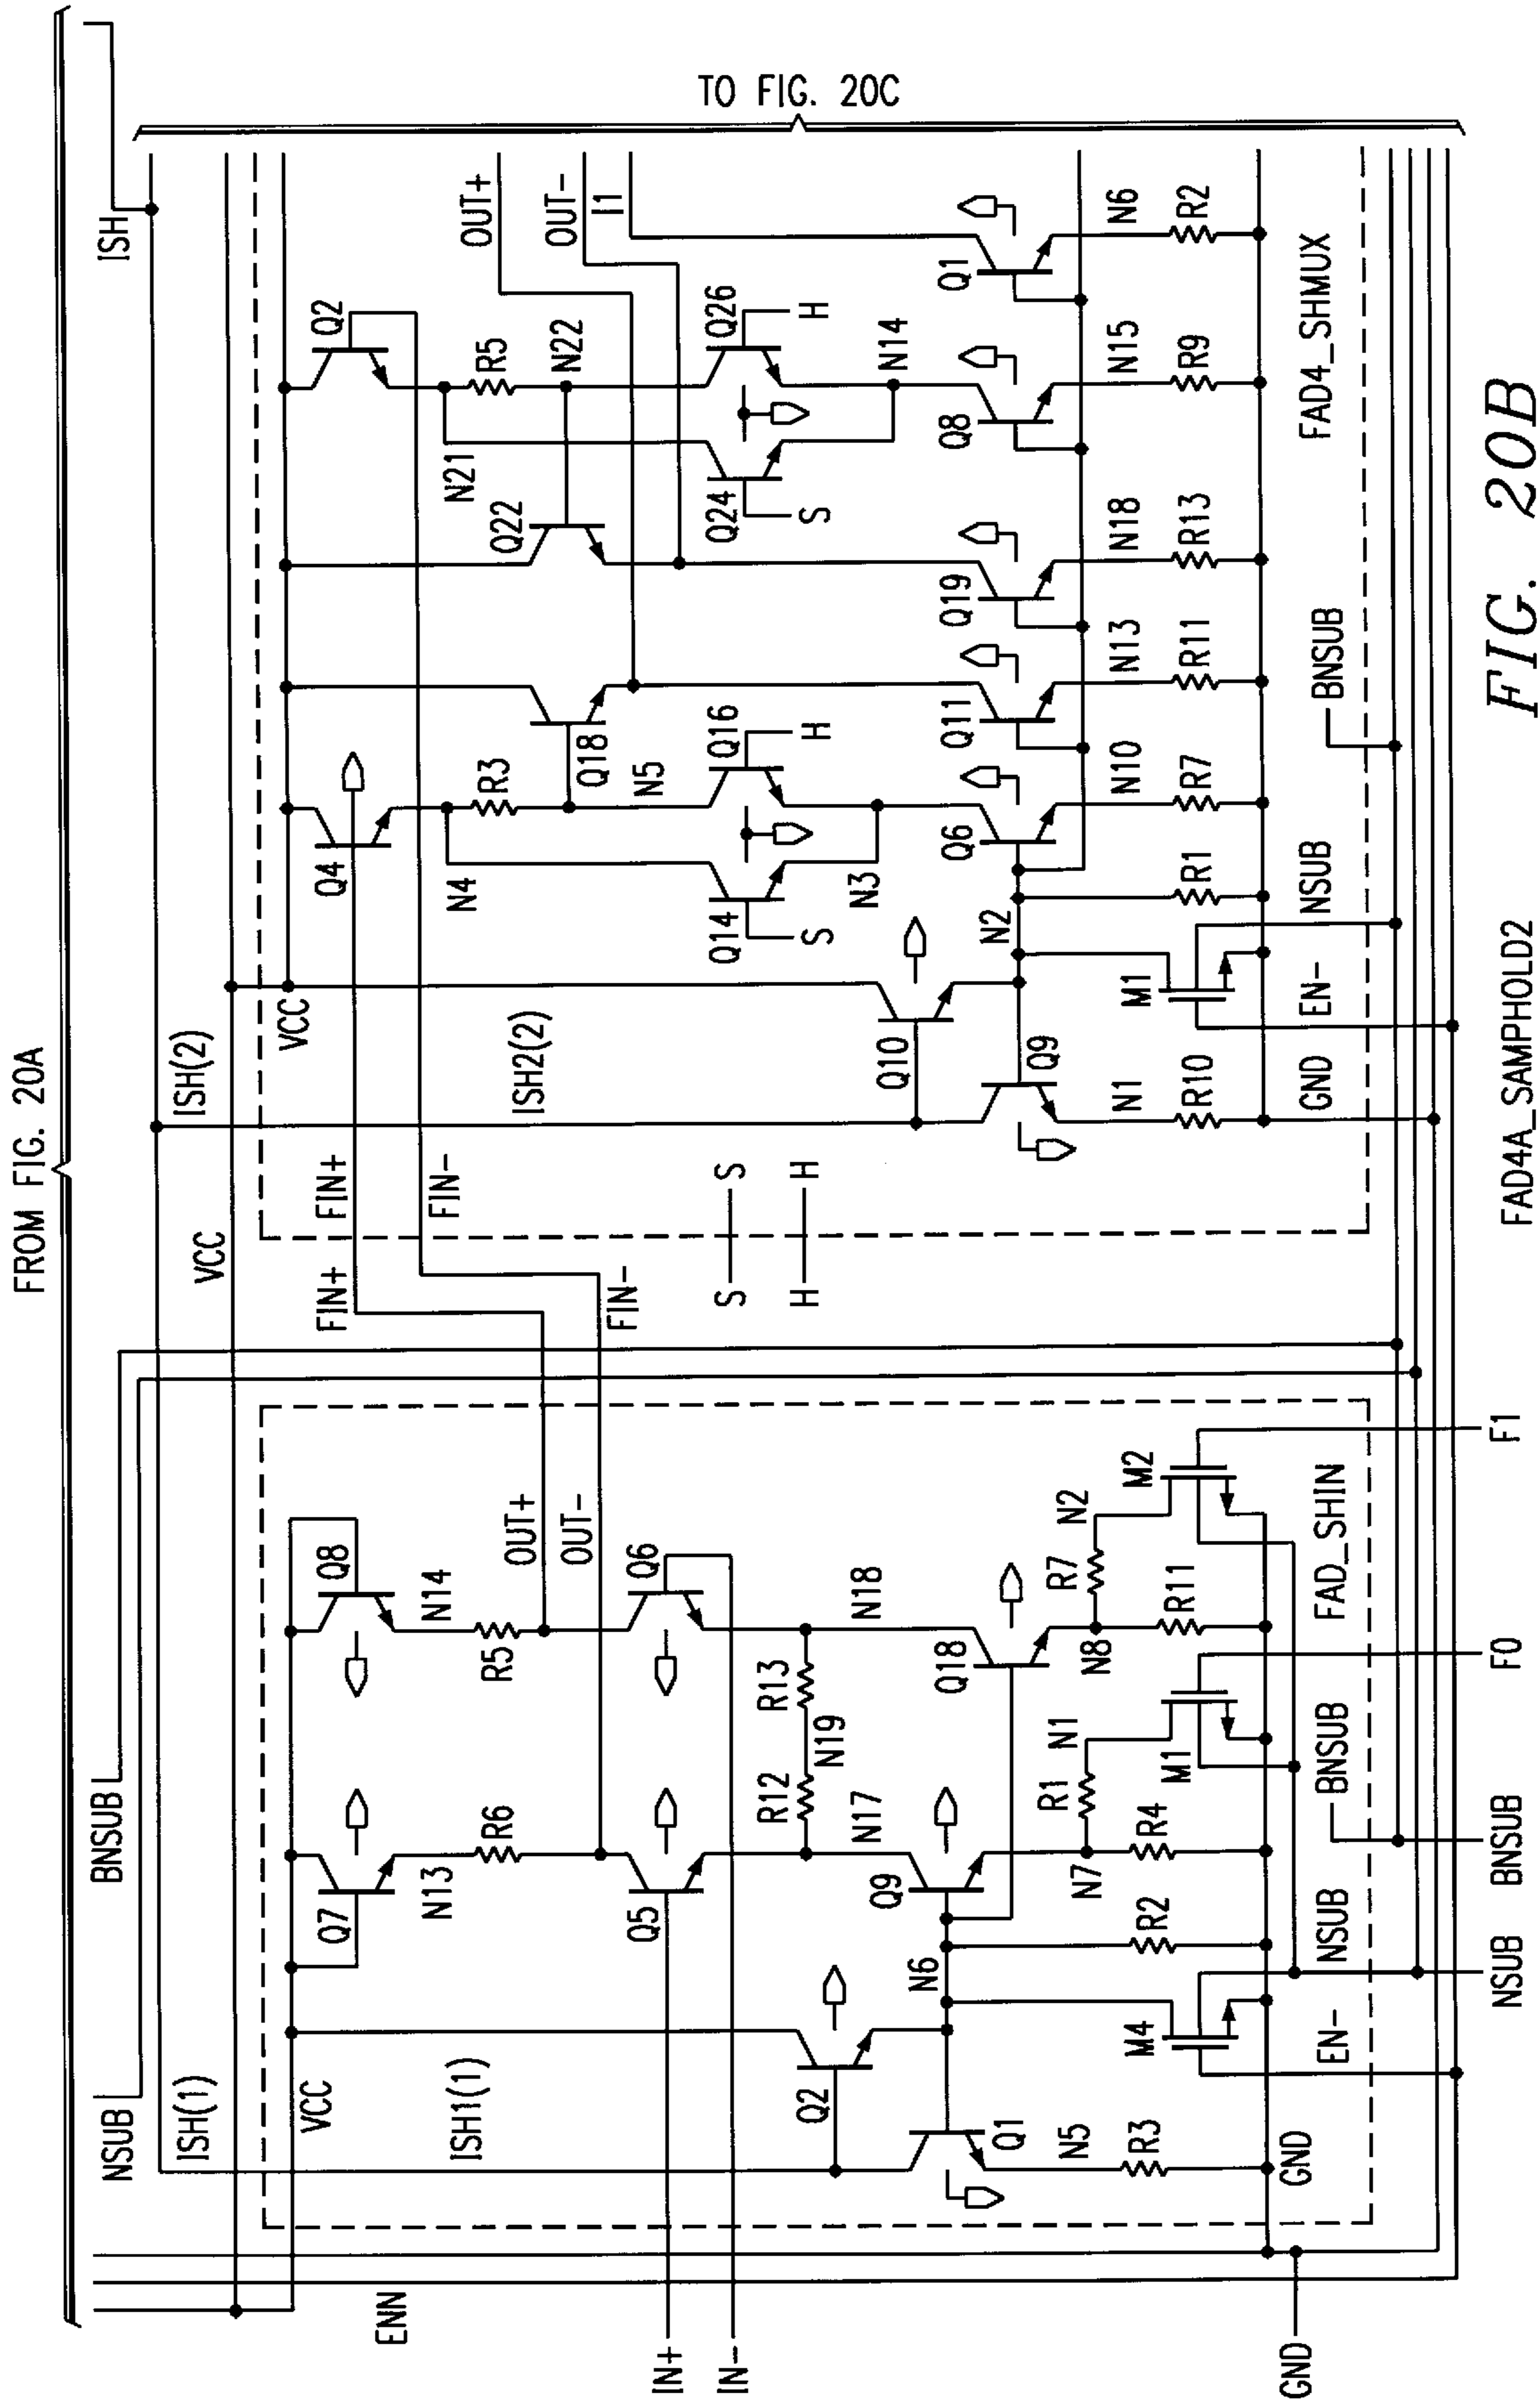 FROM FIG. 20A
TO FIG. 20C
NSUB
BNSUB
ISH
ISH(1)
VCC
ISH(2)
VCC
ENN
ISH1(1)
Q7
N13
R6
Q8
N14
R5
OUT+
OUT-
FIN+
FIN-
FIN+
FIN-
IN+
IN-
Q5
Q6
Q2
R12
N19
R13
N17
N18
N6
Q1
Q9
Q18
N5
R3
R2
N7
R4
R1
N1
N8
R11
R7
N2
M4
M1
M2
GND
EN-
NSUB
BNSUB
FAD_SHIN
GND
NSUB
BNSUB
F0
F1
VCC
ISH2(2)
S
S
H
H
Q4
N4
R3
Q18
N5
Q14
S
Q16
H
N3
Q10
Q9
N2
N1
R10
M1
R1
Q6
N10
R7
Q11
N13
R11
Q19
N18
R13
Q22
N21
Q2
R5
N22
Q24
S
Q26
H
N14
Q8
N15
R9
Q1
N6
R2
OUT+
OUT-
I1
GND
EN-
NSUB
BNSUB
FAD4_SHMUX
FAD4A_SAMPHOLD2
FIG. 20B